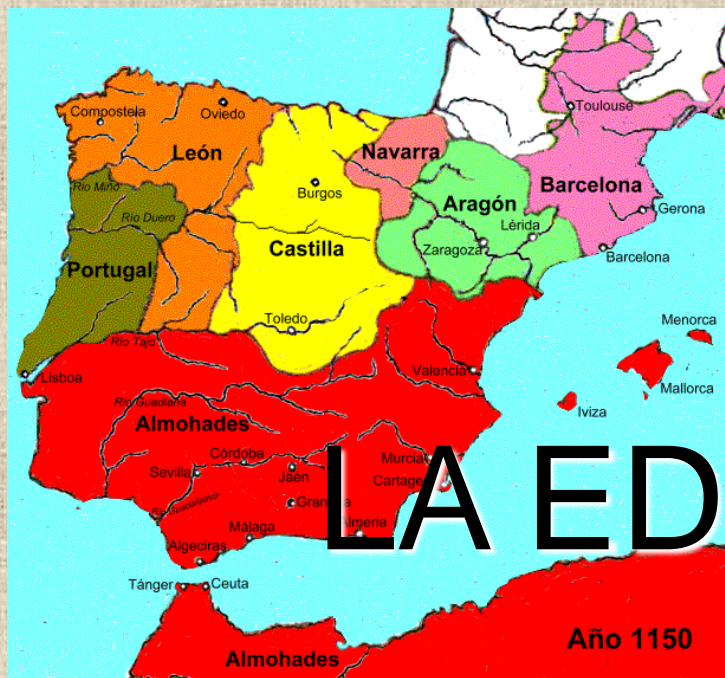 Toulouse
Compostela
Oviedo
León
Navarra
Burgos
Barcelona
Río Miño
Aragón
Gerona
Río Duero
Lérida
Castilla
Zaragoza
Barcelona
Portugal
Toledo
Menorca
Río Tajo
Lisboa
Valencia
Mallorca
Río Guadiana
Iviza
Almohades
Córdoba
Murcia
Sevilla
Jaén
LA ED
Río Guadalquivir
Málaga
Algeciras
Tánger
Ceuta
Año 1150
Almohades